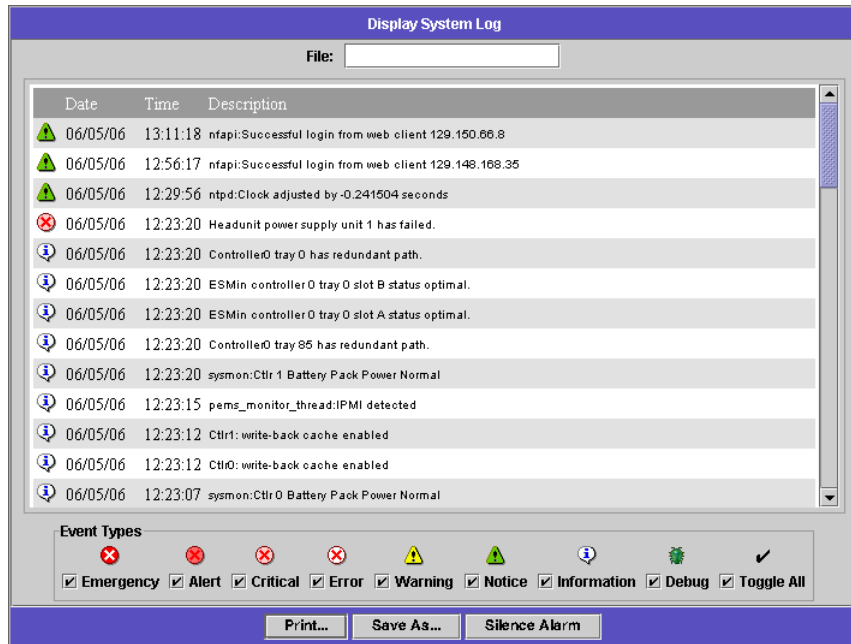 Display System Log
File:
Date Time Description
06/05/06 13:11:18 nfapi:Successful login from web client 129.150.66.8
06/05/06 12:56:17 nfapi:Successful login from web client 129.148.168.35
06/05/06 12:29:56 ntpd:Clock adjusted by -0.241504 seconds
06/05/06 12:23:20 Headunit power supply unit 1 has failed.
06/05/06 12:23:20 Controller0 tray 0 has redundant path.
06/05/06 12:23:20 ESMin controller 0 tray 0 slot B status optimal.
06/05/06 12:23:20 ESMin controller 0 tray 0 slot A status optimal.
06/05/06 12:23:20 Controller0 tray 85 has redundant path.
06/05/06 12:23:20 sysmon:Ctlr 1 Battery Pack Power Normal
06/05/06 12:23:15 pems_monitor_thread:IPMI detected
06/05/06 12:23:12 Ctlr1: write-back cache enabled
06/05/06 12:23:12 Ctlr0: write-back cache enabled
06/05/06 12:23:07 sysmon:Ctlr 0 Battery Pack Power Normal
Event Types
Emergency Alert Critical Error Warning Notice Information Debug Toggle All
Print... Save As... Silence Alarm